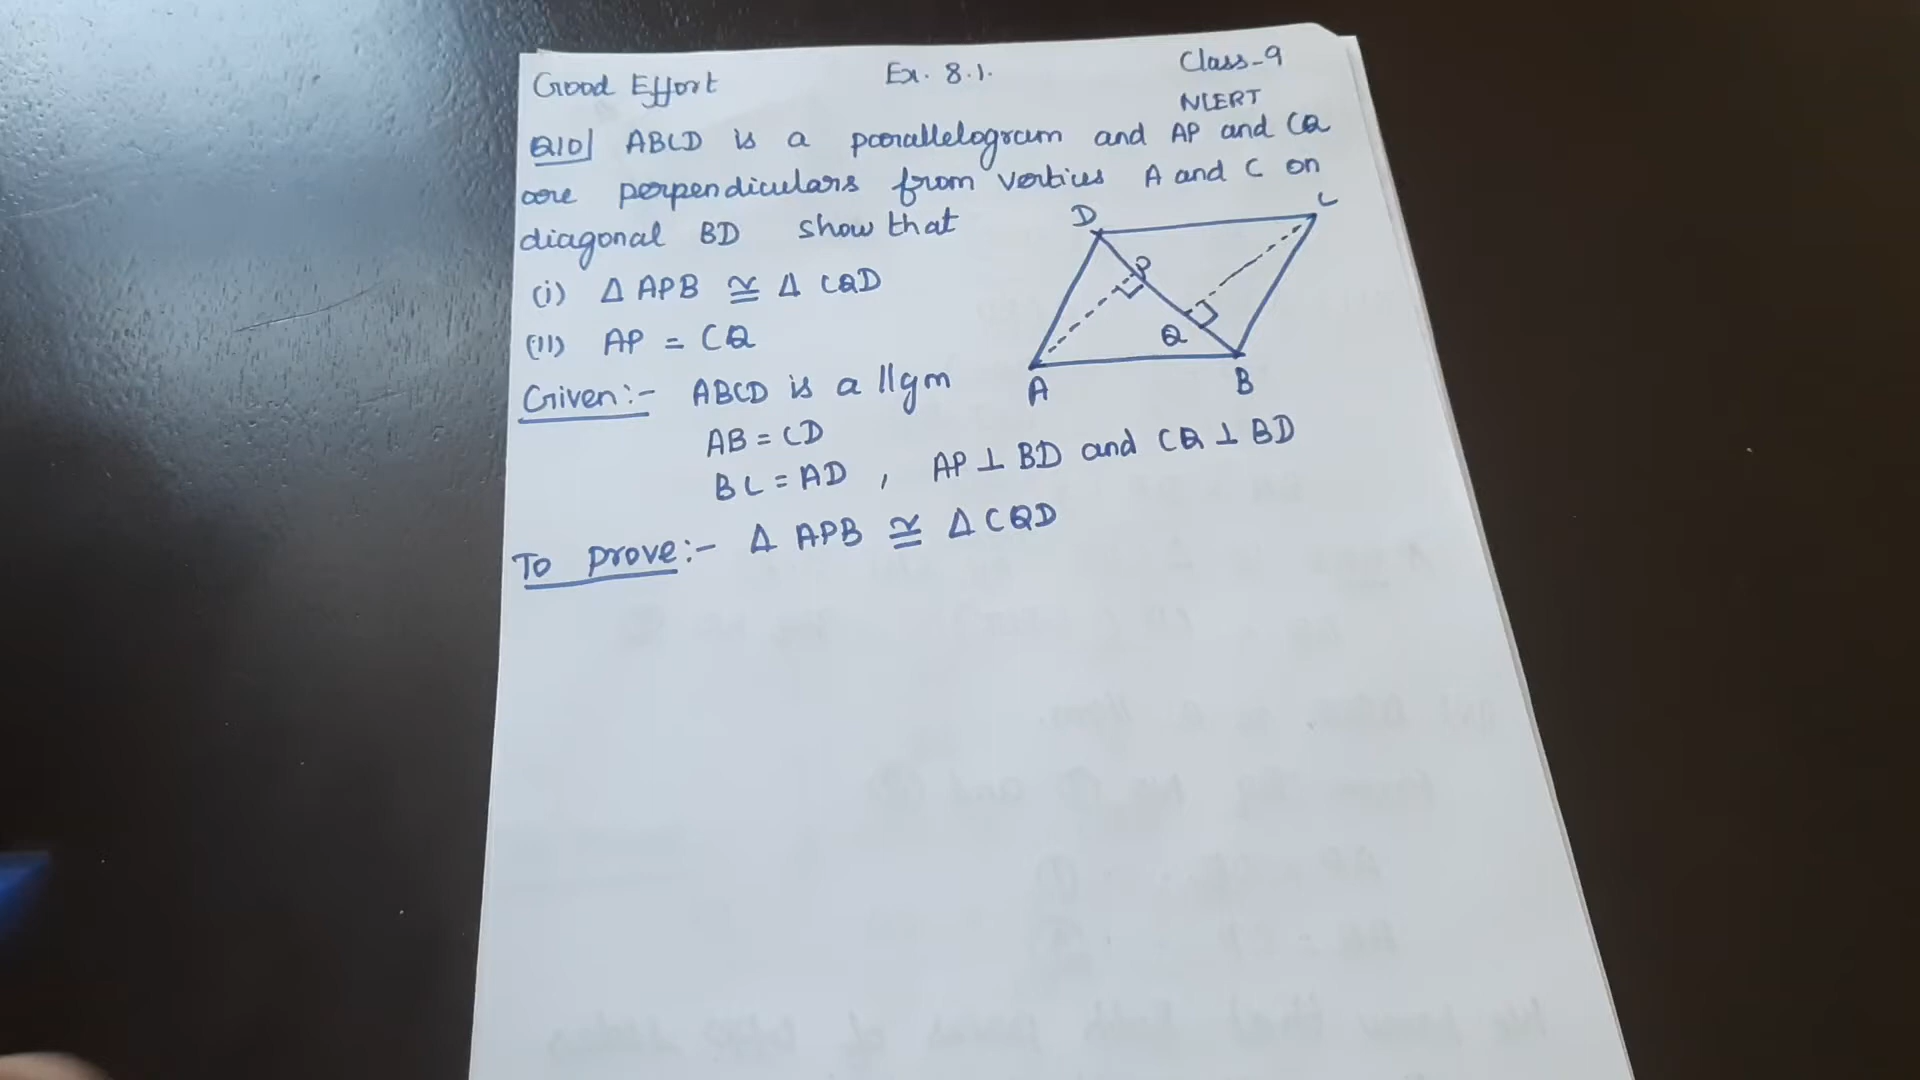 Good Effort
Ex. 8.1.
Class-9
NCERT
Q10) ABCD is a parallelogram and AP and CQ
are perpendiculars from vertices A and C on
diagonal BD show that
(i) Δ APB ≅ Δ CQD
(II) AP = CQ
D
C
P
Q
A
B
Given:- ABCD is a ||gm
AB = CD
BC = AD , AP ⊥ BD and CQ ⊥ BD
To prove:- Δ APB ≅ Δ CQD